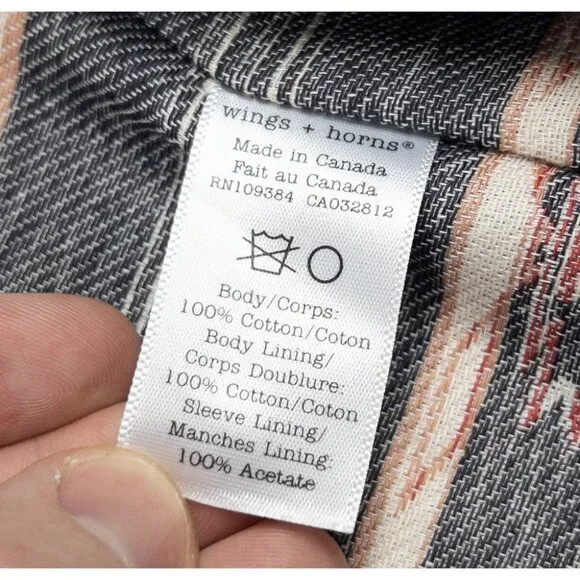 wings + horns®
Made in Canada
Fait au Canada
RN109384 CA032812
Body/Corps:
100% Cotton/Coton
Body Lining/
Corps Doublure:
100% Cotton/Coton
Sleeve Lining/
Manches Lining:
100% Acetate